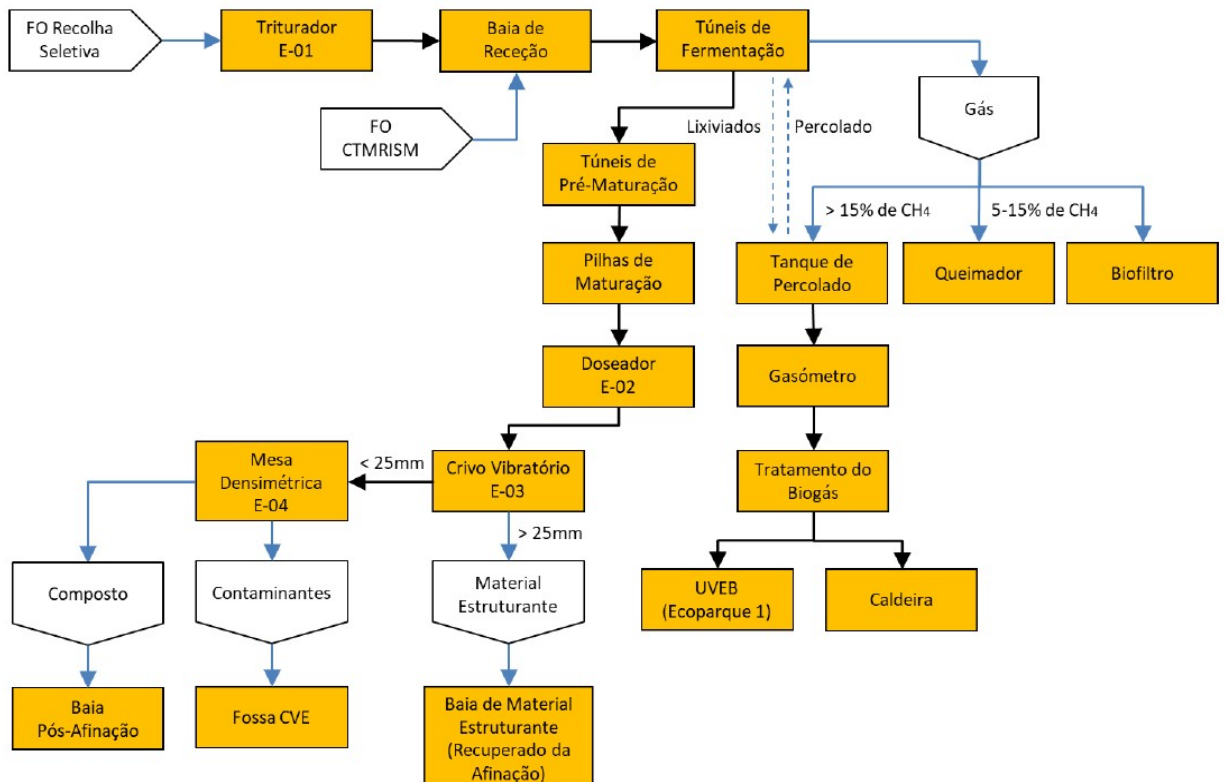 FO Recolha
Seletiva
Triturador
E-01
Baia de
Receção
Túneis de
Fermentação
FO
CTMRISM
Lixiviados
Percolado
Gás
Túneis de
Pré-Maturação
> 15% de CH4
5-15% de CH4
Pilhas de
Maturação
Tanque de
Percolado
Queimador
Biofiltro
Doseador
E-02
Gasómetro
Mesa
Densimétrica
E-04
< 25mm
Crivo Vibratório
E-03
Tratamento do
Biogás
> 25mm
Composto
Contaminantes
Material
Estruturante
UVEB
(Ecoparque 1)
Caldeira
Baia
Pós-Afinação
Fossa CVE
Baia de Material
Estruturante
(Recuperado da
Afinação)